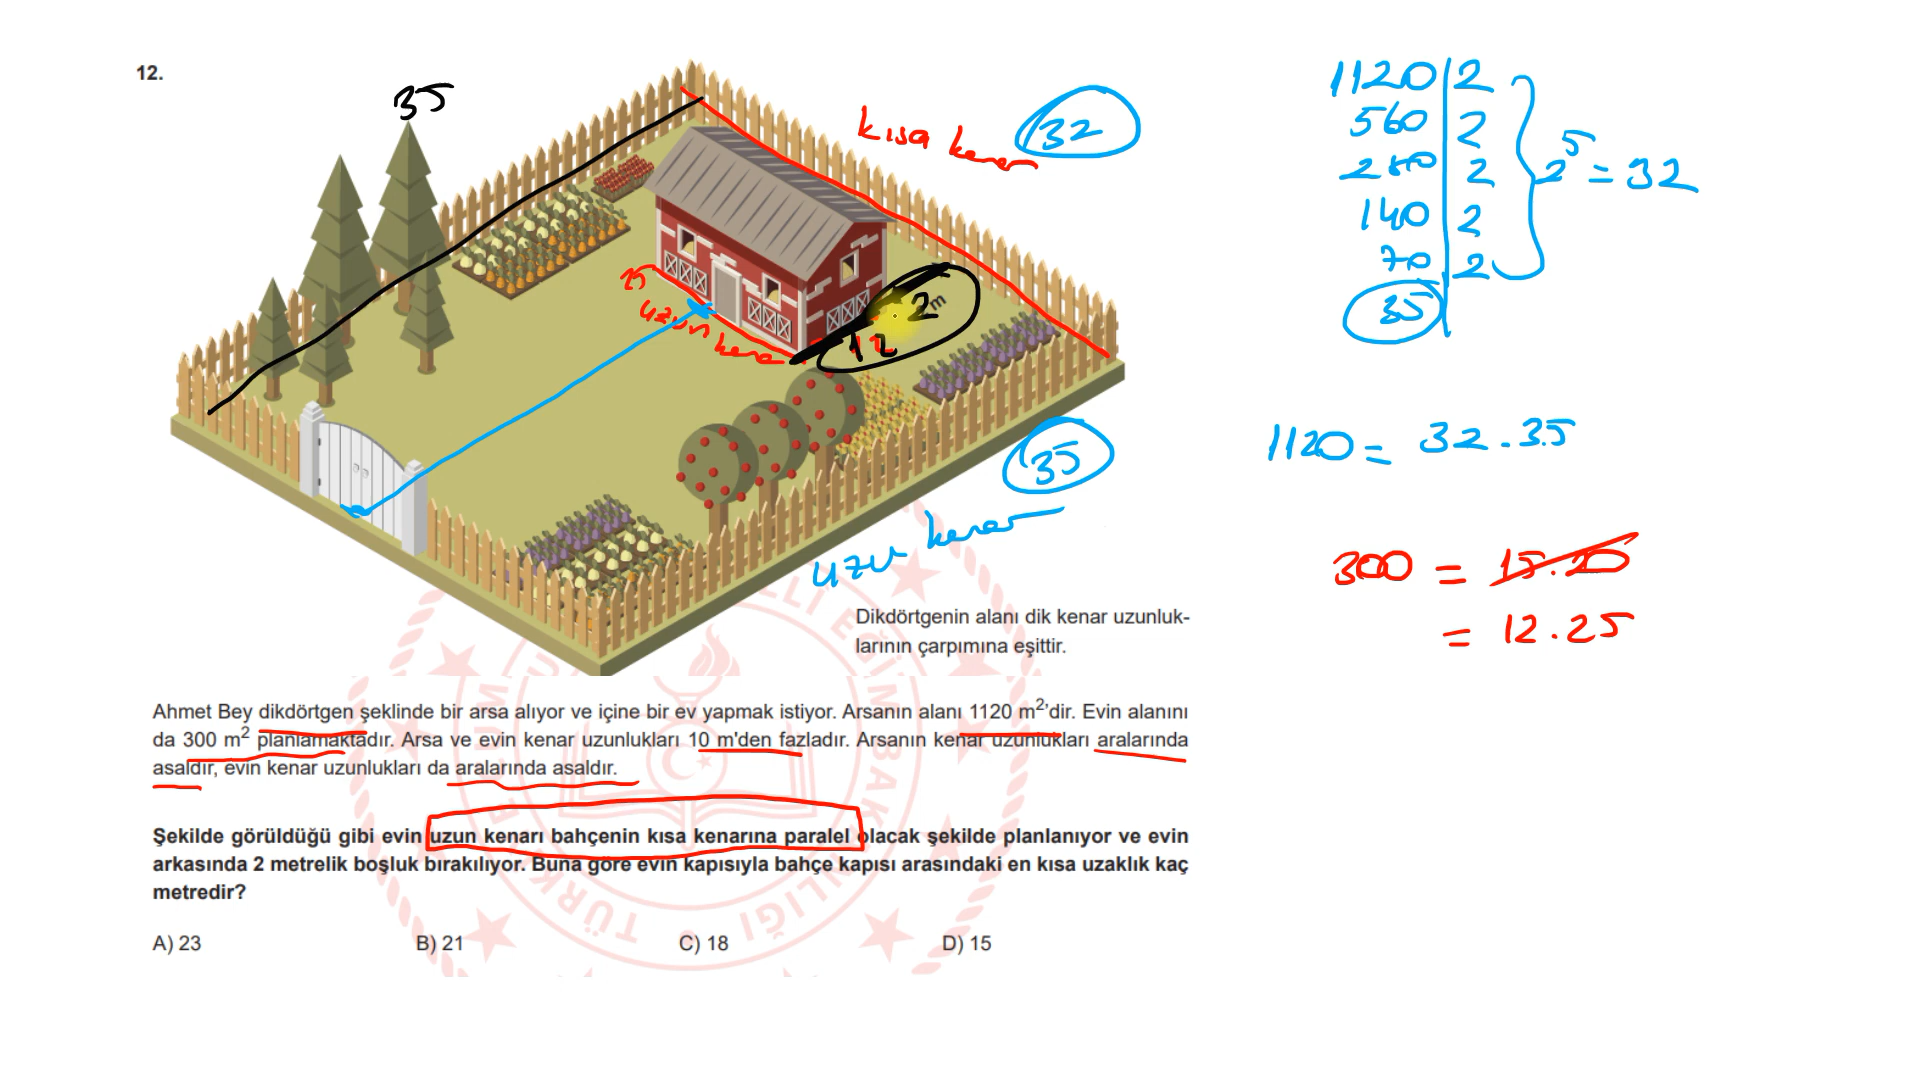 12.
35
kısa kenar 32
25
uzun kenar
2 m
12
35
uzu kenar
1120 2
560 2
280 2
140 2
70 2
35
2⁵ = 32
1120 = 32 . 35
300 = 15.20
= 12.25
Dikdörtgenin alanı dik kenar uzunluk-
larının çarpımına eşittir.
Ahmet Bey dikdörtgen şeklinde bir arsa alıyor ve içine bir ev yapmak istiyor. Arsanın alanı 1120 m²'dir. Evin alanını
da 300 m² planlamaktadır. Arsa ve evin kenar uzunlukları 10 m'den fazladır. Arsanın kenar uzunlukları aralarında
asaldır, evin kenar uzunlukları da aralarında asaldır.
Şekilde görüldüğü gibi evin uzun kenarı bahçenin kısa kenarına paralel olacak şekilde planlanıyor ve evin
arkasında 2 metrelik boşluk bırakılıyor. Buna göre evin kapısıyla bahçe kapısı arasındaki en kısa uzaklık kaç
metredir?
A) 23 B) 21 C) 18 D) 15